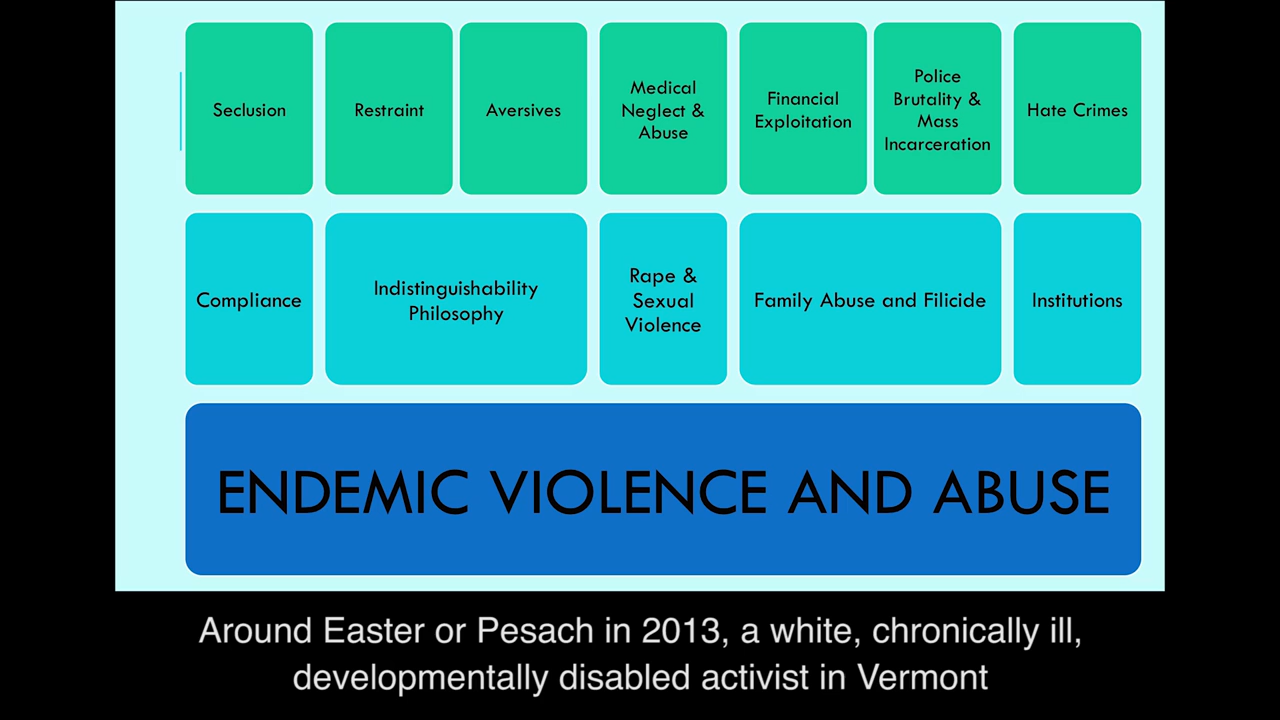 Seclusion
Restraint
Aversives
Medical
Neglect &
Abuse
Financial
Exploitation
Police
Brutality &
Mass
Incarceration
Hate Crimes
Compliance
Indistinguishability
Philosophy
Rape &
Sexual
Violence
Family Abuse and Filicide
Institutions
ENDEMIC VIOLENCE AND ABUSE
Around Easter or Pesach in 2013, a white, chronically ill,
developmentally disabled activist in Vermont